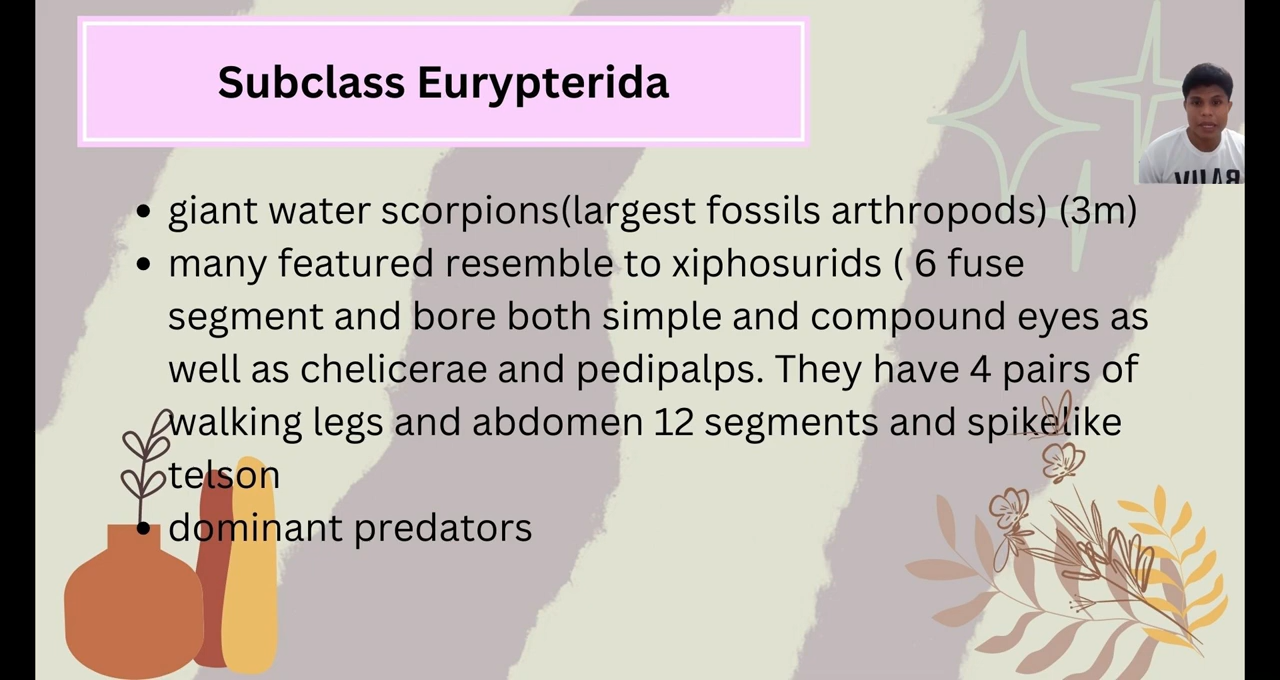 Subclass Eurypterida
• giant water scorpions(largest fossils arthropods) (3m)
• many featured resemble to xiphosurids ( 6 fuse
segment and bore both simple and compound eyes as
well as chelicerae and pedipalps. They have 4 pairs of
walking legs and abdomen 12 segments and spikelike
telson
• dominant predators